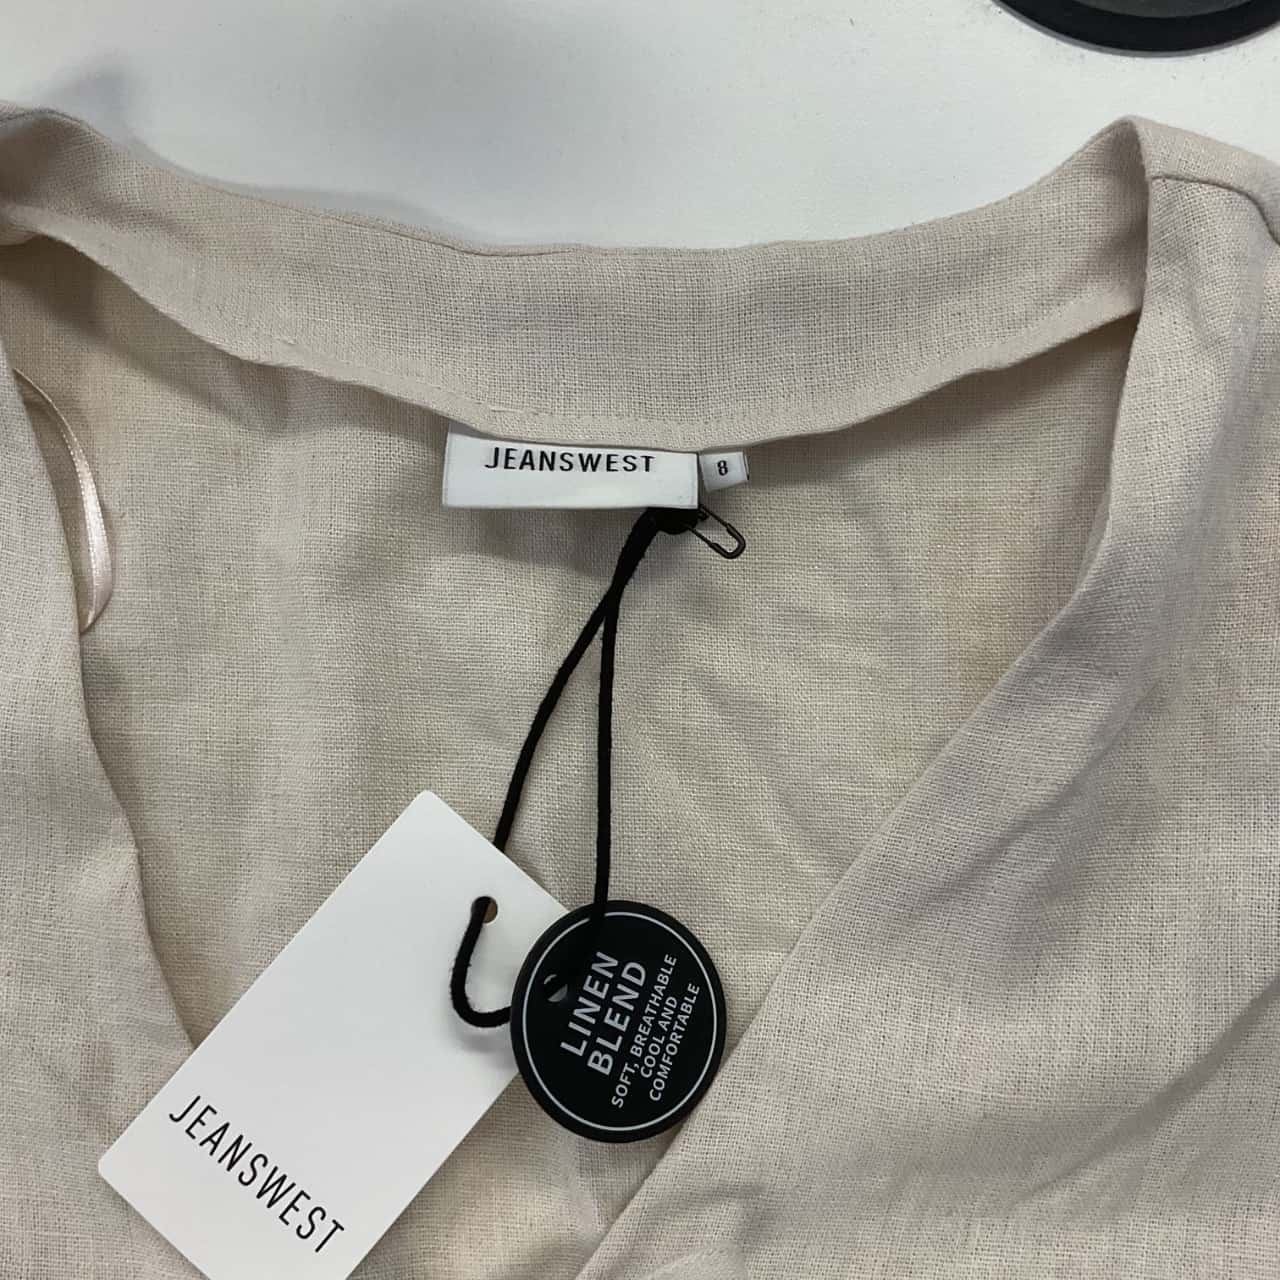 JEANSWEST
8
LINEN
BLEND
SOFT, BREATHABLE
COOL AND
COMFORTABLE
JEANSWEST